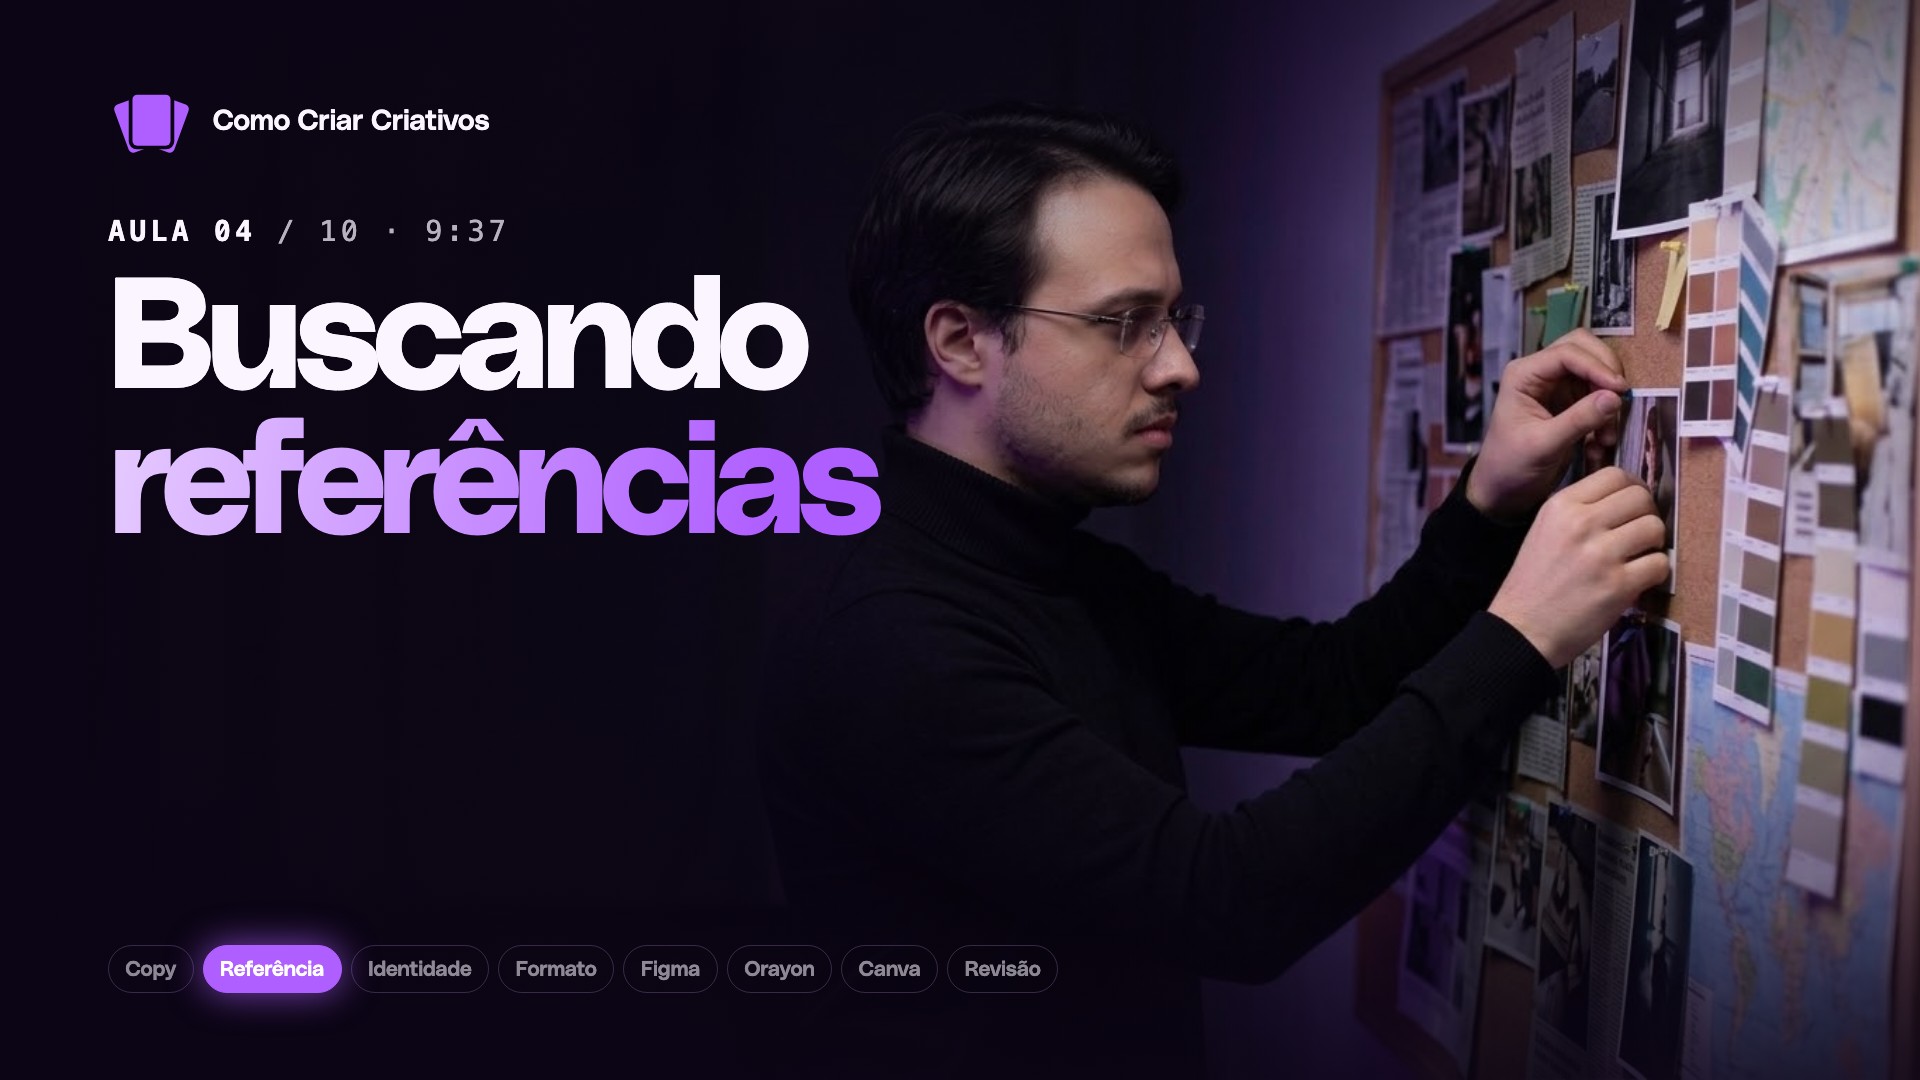 Como Criar Criativos
AULA 04 / 10 · 9:37
Buscando
referências
Copy
Referência
Identidade
Formato
Figma
Orayon
Canva
Revisão